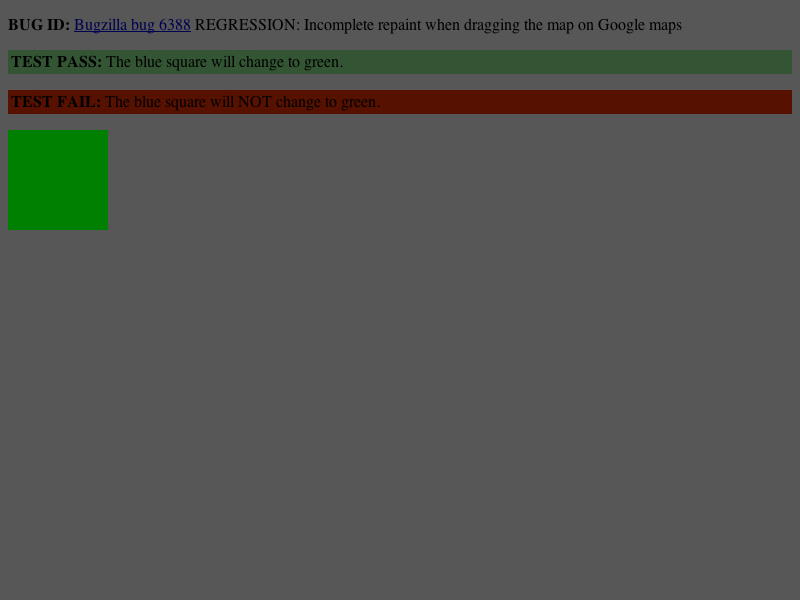 BUG ID: Bugzilla bug 6388 REGRESSION: Incomplete repaint when dragging the map on Google maps
TEST PASS: The blue square will change to green.
TEST FAIL: The blue square will NOT change to green.